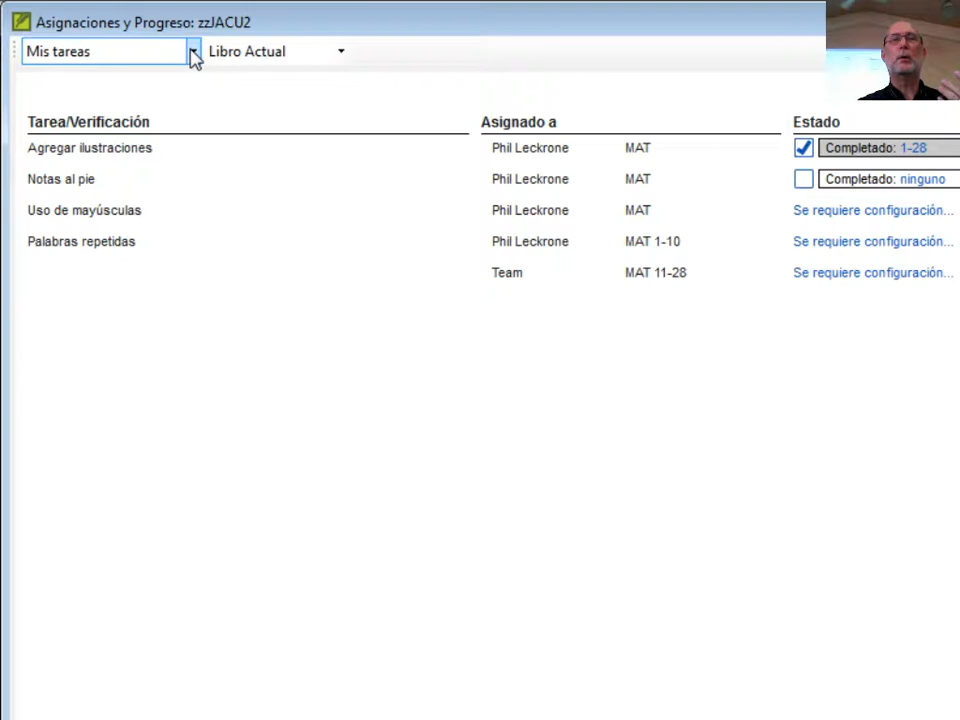 Asignaciones y Progreso: zzJACU2
Mis tareas Libro Actual
Tarea/Verificación Asignado a Estado
Agregar ilustraciones Phil Leckrone MAT Completado: 1-28
Notas al pie Phil Leckrone MAT Completado: ninguno
Uso de mayúsculas Phil Leckrone MAT Se requiere configuración...
Palabras repetidas Phil Leckrone MAT 1-10 Se requiere configuración...
Team MAT 11-28 Se requiere configuración...